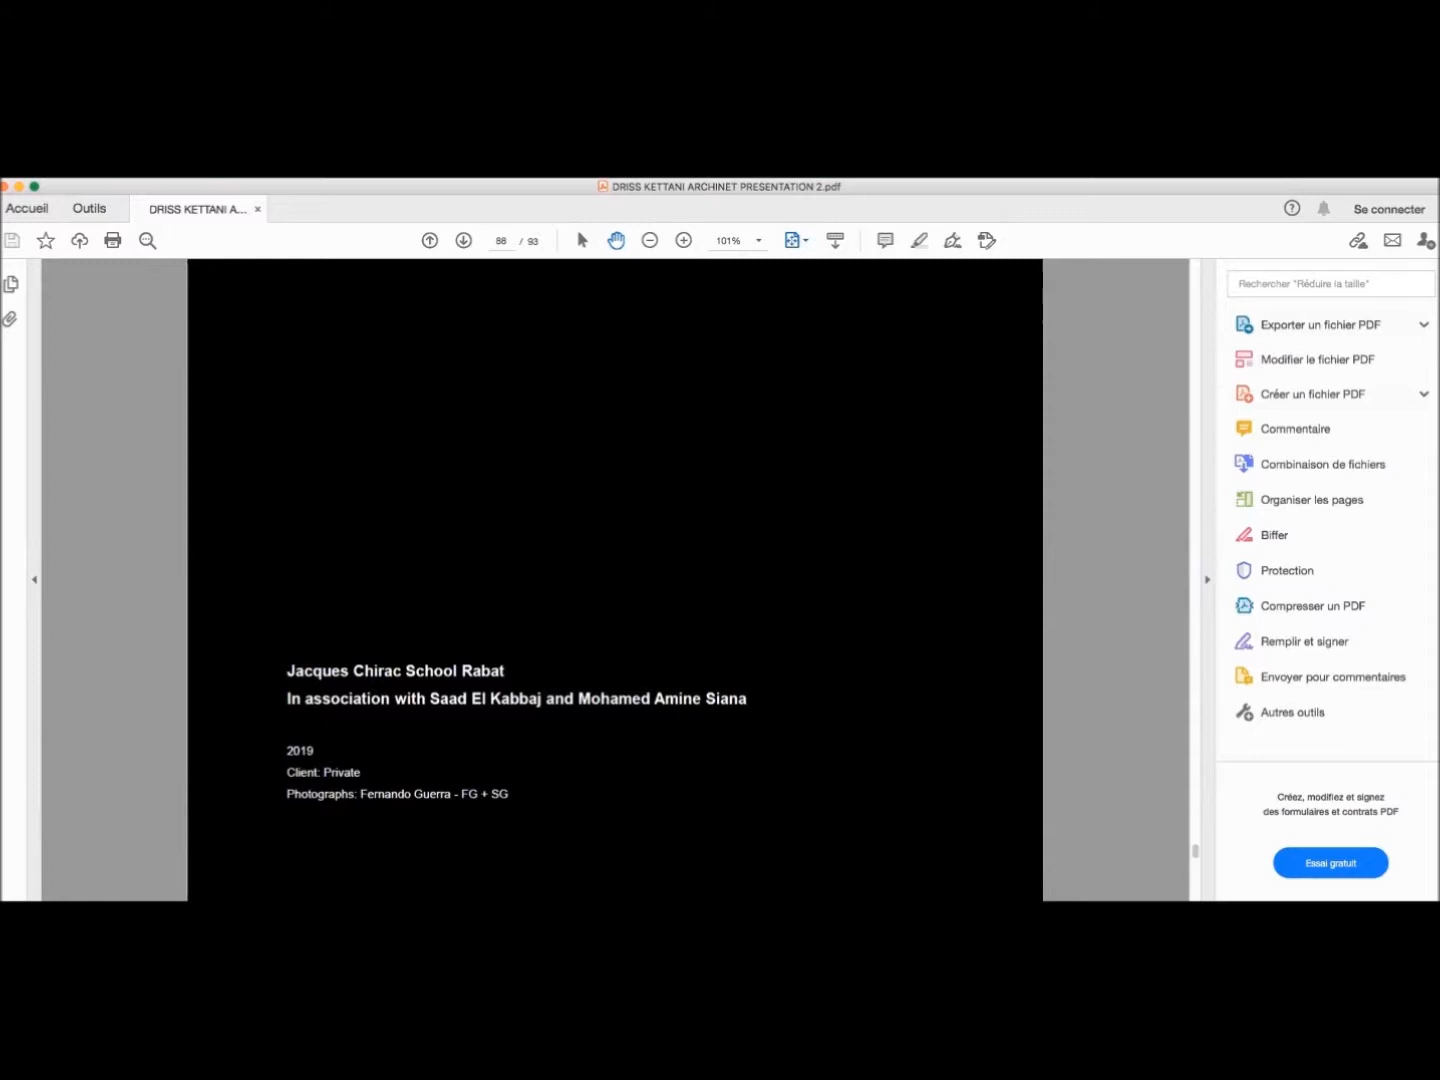 DRISS KETTANI ARCHINET PRESENTATION 2.pdf
Accueil
Outils
DRISS KETTANI A... ×
Se connecter
88 / 93
101%
Rechercher "Réduire la taille"
Exporter un fichier PDF
Modifier le fichier PDF
Créer un fichier PDF
Commentaire
Combinaison de fichiers
Organiser les pages
Biffer
Protection
Compresser un PDF
Remplir et signer
Envoyer pour commentaires
Autres outils
Créez, modifiez et signez
des formulaires et contrats PDF
Essai gratuit
Jacques Chirac School Rabat
In association with Saad El Kabbaj and Mohamed Amine Siana
2019
Client: Private
Photographs: Fernando Guerra - FG + SG